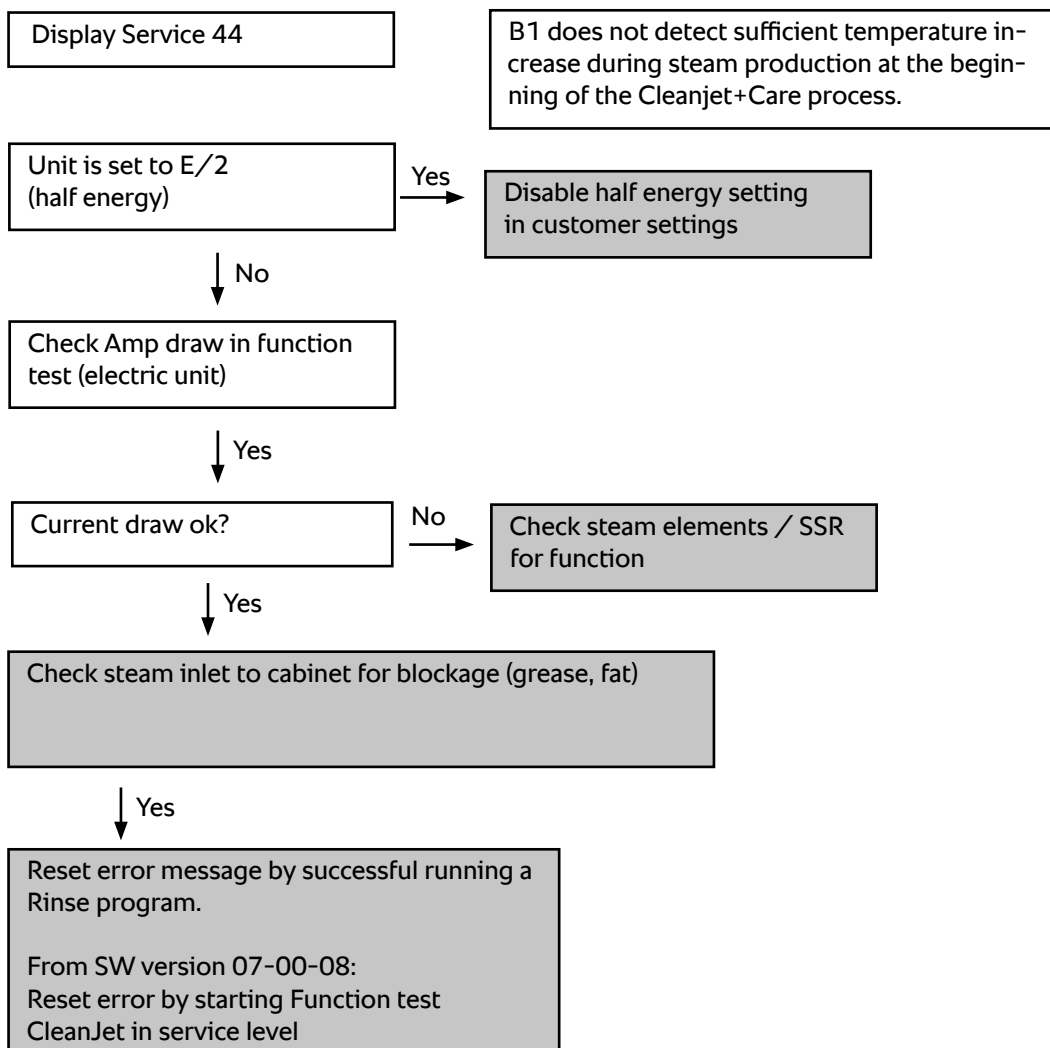 Display Service 44
B1 does not detect sufficient temperature in-
crease during steam production at the begin-
ning of the Cleanjet+Care process.
Unit is set to E/2
(half energy)
Yes
Disable half energy setting
in customer settings
No
Check Amp draw in function
test (electric unit)
Yes
Current draw ok?
No
Check steam elements / SSR
for function
Yes
Check steam inlet to cabinet for blockage (grease, fat)
Yes
Reset error message by successful running a
Rinse program.
From SW version 07-00-08:
Reset error by starting Function test
CleanJet in service level